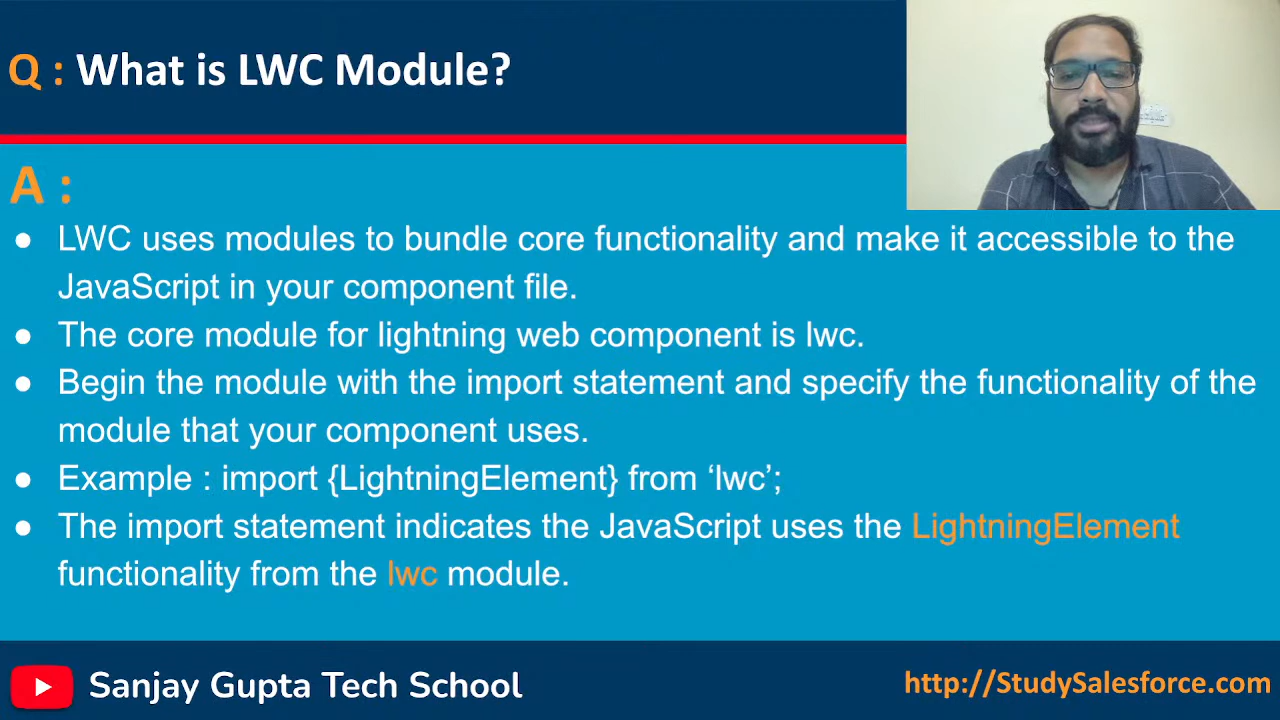 Q : What is LWC Module?
A :
● LWC uses modules to bundle core functionality and make it accessible to the
JavaScript in your component file.
● The core module for lightning web component is lwc.
● Begin the module with the import statement and specify the functionality of the
module that your component uses.
● Example : import {LightningElement} from ‘lwc’;
● The import statement indicates the JavaScript uses the LightningElement
functionality from the lwc module.
Sanjay Gupta Tech School
http://StudySalesforce.com